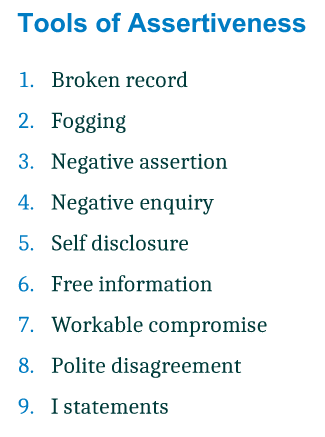 Tools of Assertiveness
1. Broken record
2. Fogging
3. Negative assertion
4. Negative enquiry
5. Self disclosure
6. Free information
7. Workable compromise
8. Polite disagreement
9. I statements